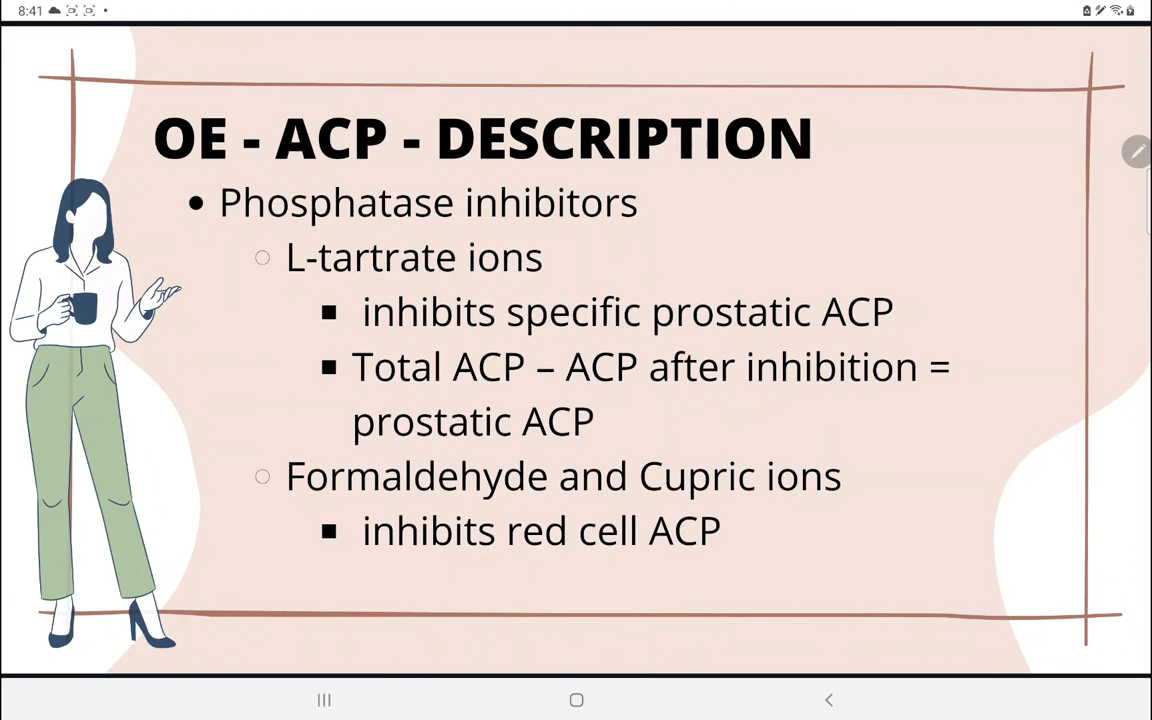 8:41
OE - ACP - DESCRIPTION
• Phosphatase inhibitors
○ L-tartrate ions
■ inhibits specific prostatic ACP
■ Total ACP – ACP after inhibition =
prostatic ACP
○ Formaldehyde and Cupric ions
■ inhibits red cell ACP